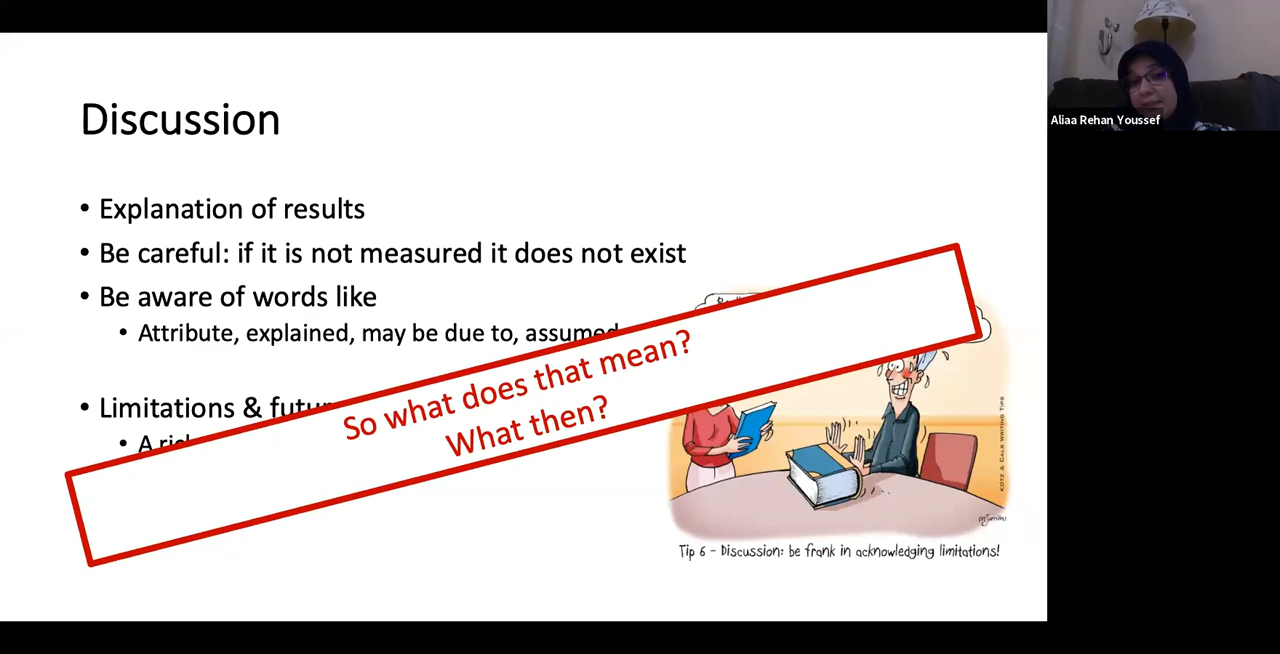 Discussion
• Explanation of results
• Be careful: if it is not measured it does not exist
• Be aware of words like
• Attribute, explained, may be due to, assumed
• Limitations &
• A
So what does that mean?
What then?
KOTZ & CALS WRITING TIPS
Tip 6 - Discussion: be frank in acknowledging limitations!
Aliaa Rehan Youssef